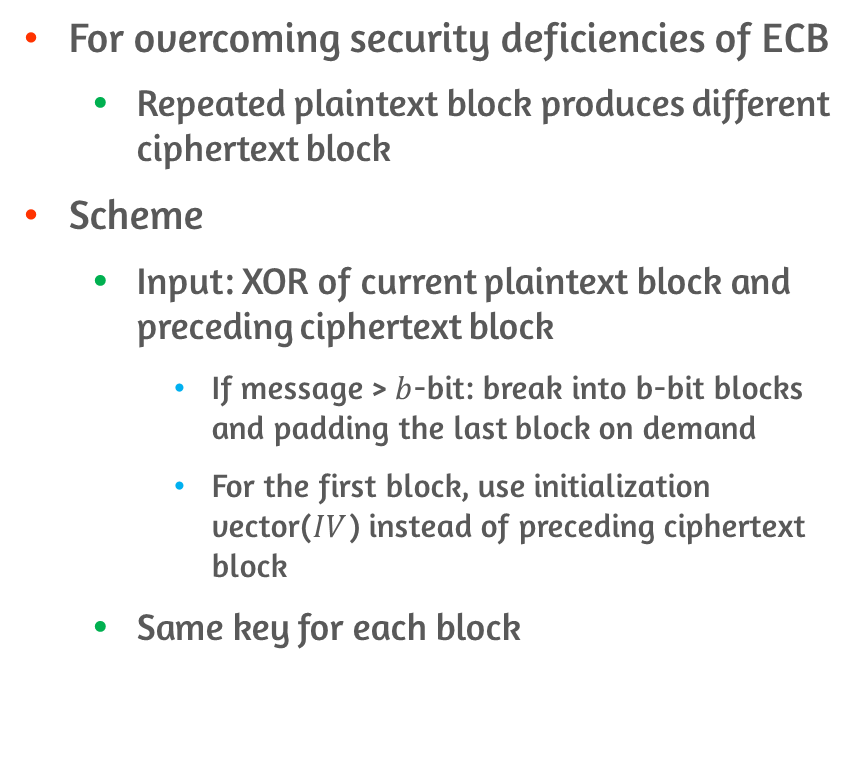 • For overcoming security deficiencies of ECB
• Repeated plaintext block produces different
ciphertext block
• Scheme
• Input: XOR of current plaintext block and
preceding ciphertext block
• If message > b-bit: break into b-bit blocks
and padding the last block on demand
• For the first block, use initialization
vector(IV) instead of preceding ciphertext
block
• Same key for each block